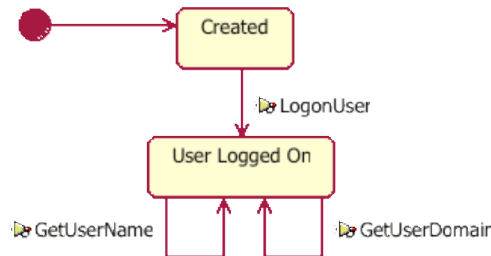 Created
LogonUser
User Logged On
GetUserName
GetUserDomain